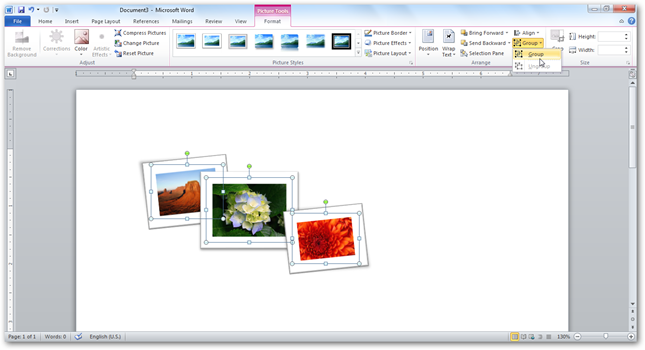 Document3 - Microsoft Word
Picture Tools
File Home Insert Page Layout References Mailings Review View Format
Remove Background
Corrections
Color
Artistic Effects
Compress Pictures
Change Picture
Reset Picture
Adjust
Picture Styles
Picture Border
Picture Effects
Picture Layout
Position
Wrap Text
Bring Forward
Send Backward
Selection Pane
Align
Group
Arrange
Height:
Width:
Size
Group
Ungroup
Page: 1 of 1 Words: 0 English (U.S.) 130%